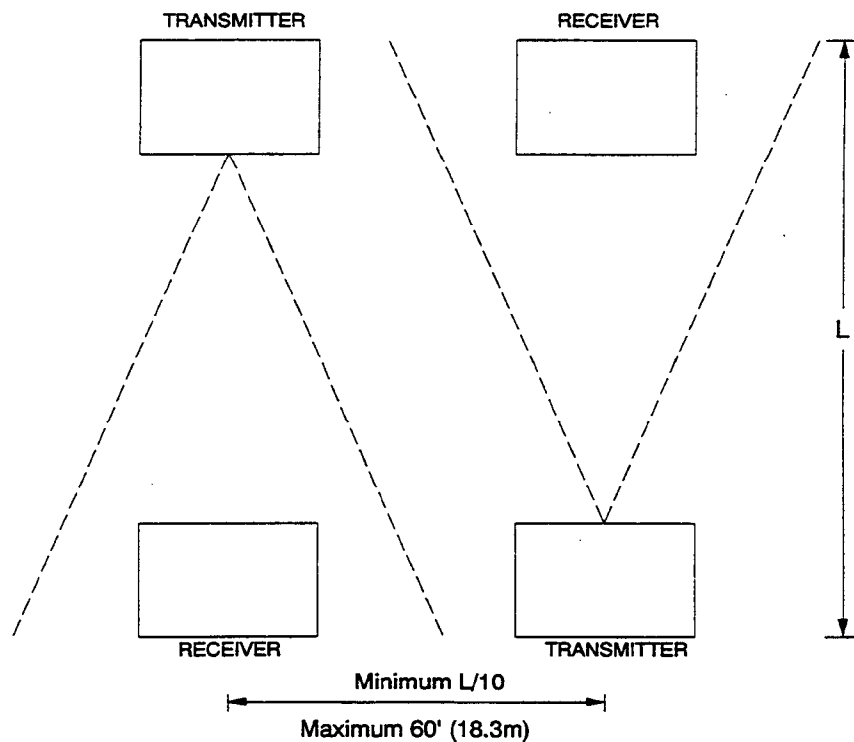 TRANSMITTER
RECEIVER
L
RECEIVER
TRANSMITTER
Minimum L/10
Maximum 60' (18.3m)